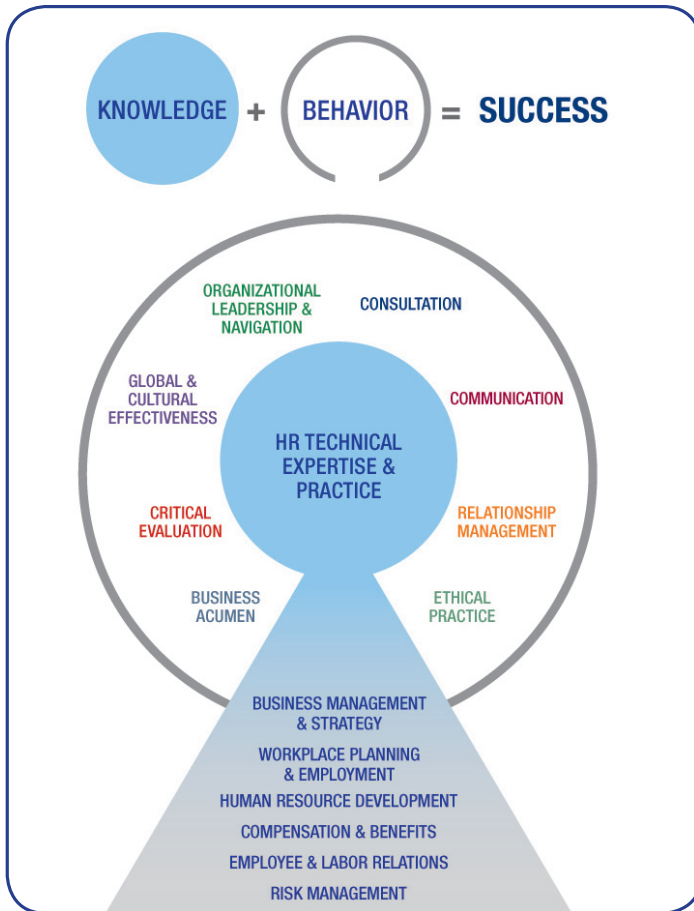 KNOWLEDGE + BEHAVIOR = SUCCESS
ORGANIZATIONAL
LEADERSHIP &
NAVIGATION
CONSULTATION
GLOBAL &
CULTURAL
EFFECTIVENESS
COMMUNICATION
HR TECHNICAL
EXPERTISE &
PRACTICE
CRITICAL
EVALUATION
RELATIONSHIP
MANAGEMENT
BUSINESS
ACUMEN
ETHICAL
PRACTICE
BUSINESS MANAGEMENT
& STRATEGY
WORKPLACE PLANNING
& EMPLOYMENT
HUMAN RESOURCE DEVELOPMENT
COMPENSATION & BENEFITS
EMPLOYEE & LABOR RELATIONS
RISK MANAGEMENT